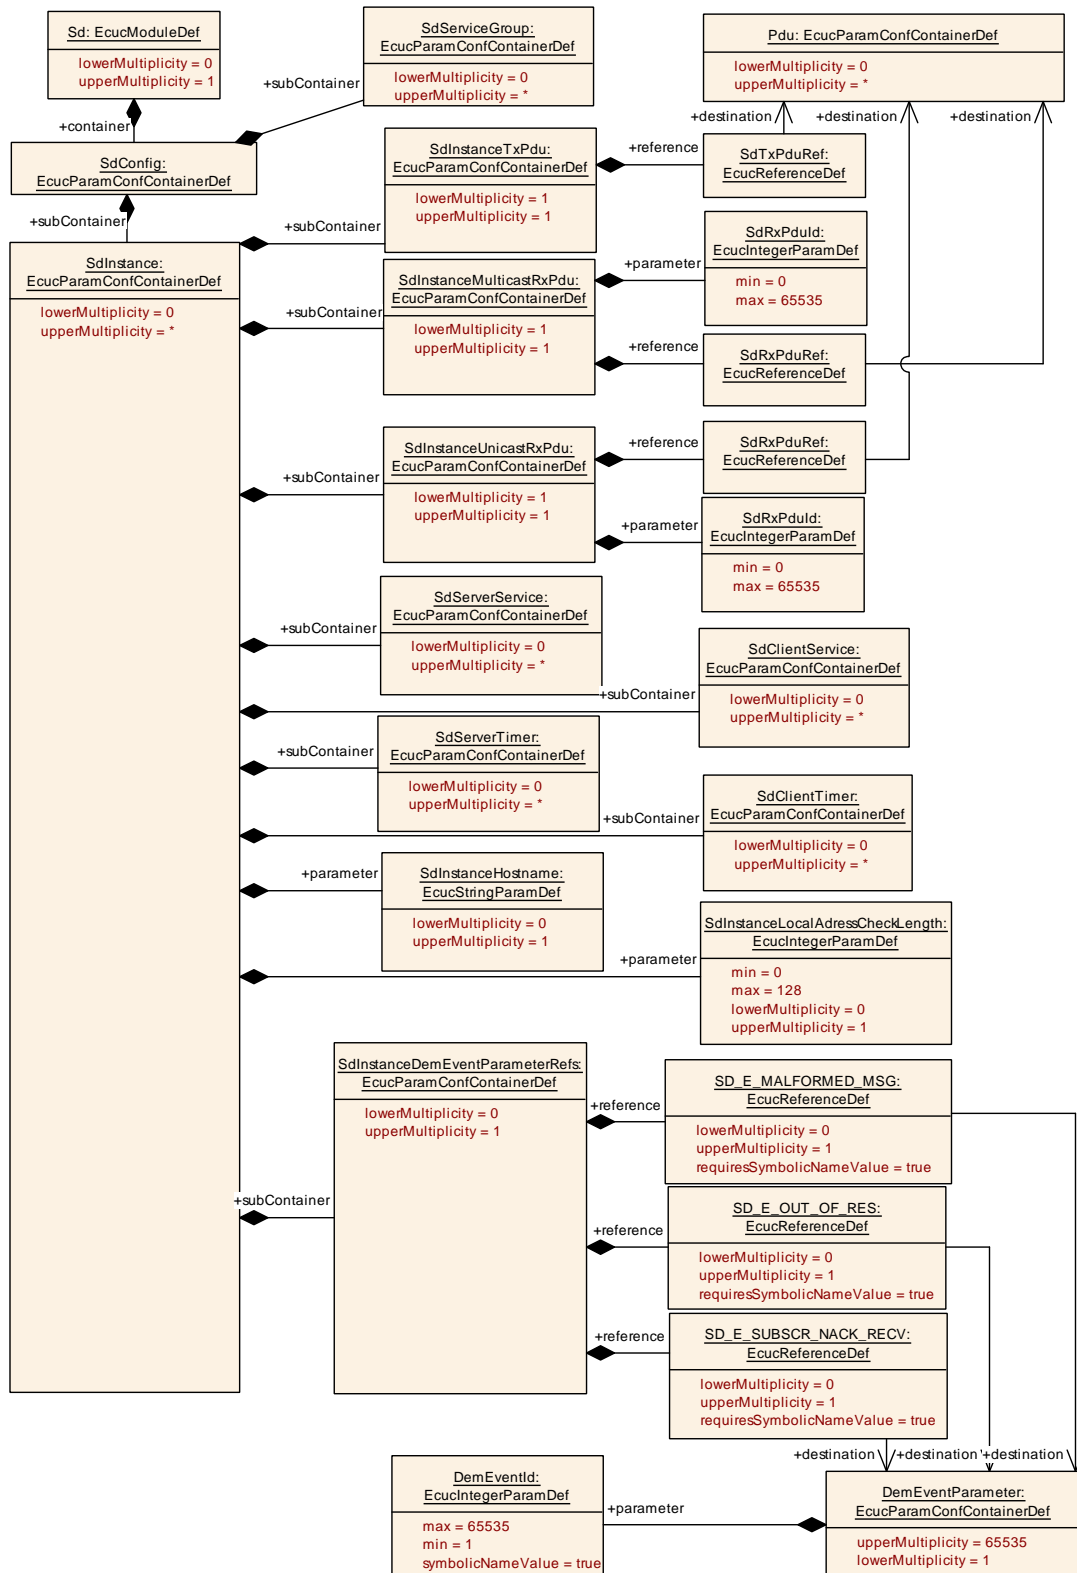 Sd: EcucModuleDef
lowerMultiplicity = 0
upperMultiplicity = 1
SdServiceGroup:
EcucParamConfContainerDef
lowerMultiplicity = 0
upperMultiplicity = *
Pdu: EcucParamConfContainerDef
lowerMultiplicity = 0
upperMultiplicity = *
+subContainer
+container
+destination
+destination
+destination
SdConfig:
EcucParamConfContainerDef
+subContainer
SdInstanceTxPdu:
EcucParamConfContainerDef
lowerMultiplicity = 1
upperMultiplicity = 1
+reference
SdTxPduRef:
EcucReferenceDef
+subContainer
SdInstance:
EcucParamConfContainerDef
lowerMultiplicity = 0
upperMultiplicity = *
SdRxPduId:
EcucIntegerParamDef
min = 0
max = 65535
+parameter
SdInstanceMulticastRxPdu:
EcucParamConfContainerDef
lowerMultiplicity = 1
upperMultiplicity = 1
+subContainer
+reference
SdRxPduRef:
EcucReferenceDef
SdInstanceUnicastRxPdu:
EcucParamConfContainerDef
lowerMultiplicity = 1
upperMultiplicity = 1
+subContainer
+reference
SdRxPduRef:
EcucReferenceDef
+parameter
SdRxPduId:
EcucIntegerParamDef
min = 0
max = 65535
SdServerService:
EcucParamConfContainerDef
lowerMultiplicity = 0
upperMultiplicity = *
+subContainer
SdClientService:
EcucParamConfContainerDef
lowerMultiplicity = 0
upperMultiplicity = *
+subContainer
SdServerTimer:
EcucParamConfContainerDef
lowerMultiplicity = 0
upperMultiplicity = *
+subContainer
SdClientTimer:
EcucParamConfContainerDef
lowerMultiplicity = 0
upperMultiplicity = *
+subContainer
+parameter
SdInstanceHostname:
EcucStringParamDef
lowerMultiplicity = 0
upperMultiplicity = 1
SdInstanceLocalAdressCheckLength:
EcucIntegerParamDef
min = 0
max = 128
lowerMultiplicity = 0
upperMultiplicity = 1
+parameter
SdInstanceDemEventParameterRefs:
EcucParamConfContainerDef
lowerMultiplicity = 0
upperMultiplicity = 1
+subContainer
+reference
SD_E_MALFORMED_MSG:
EcucReferenceDef
lowerMultiplicity = 0
upperMultiplicity = 1
requiresSymbolicNameValue = true
+reference
SD_E_OUT_OF_RES:
EcucReferenceDef
lowerMultiplicity = 0
upperMultiplicity = 1
requiresSymbolicNameValue = true
+reference
SD_E_SUBSCR_NACK_RECV:
EcucReferenceDef
lowerMultiplicity = 0
upperMultiplicity = 1
requiresSymbolicNameValue = true
+destination
+destination
+destination
DemEventId:
EcucIntegerParamDef
max = 65535
min = 1
symbolicNameValue = true
+parameter
DemEventParameter:
EcucParamConfContainerDef
upperMultiplicity = 65535
lowerMultiplicity = 1